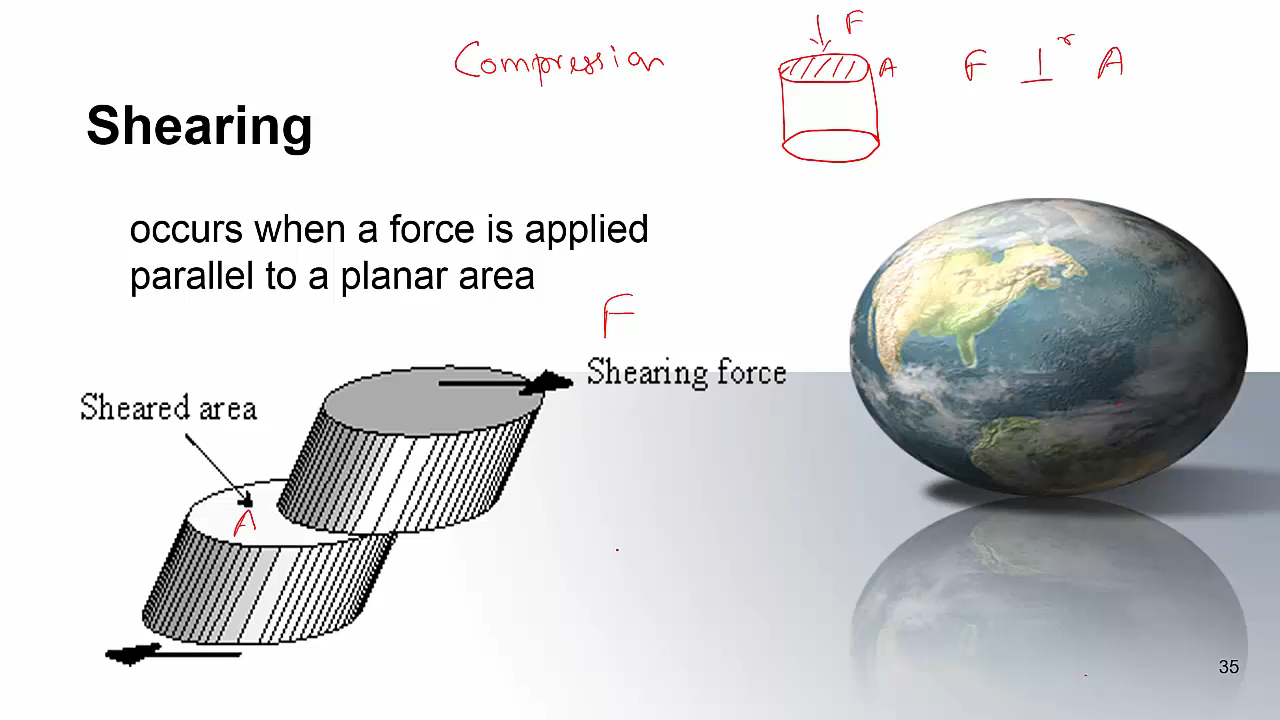 Compression
F
A
F ⊥r A
Shearing
occurs when a force is applied
parallel to a planar area
F
Shearing force
Sheared area
A
35